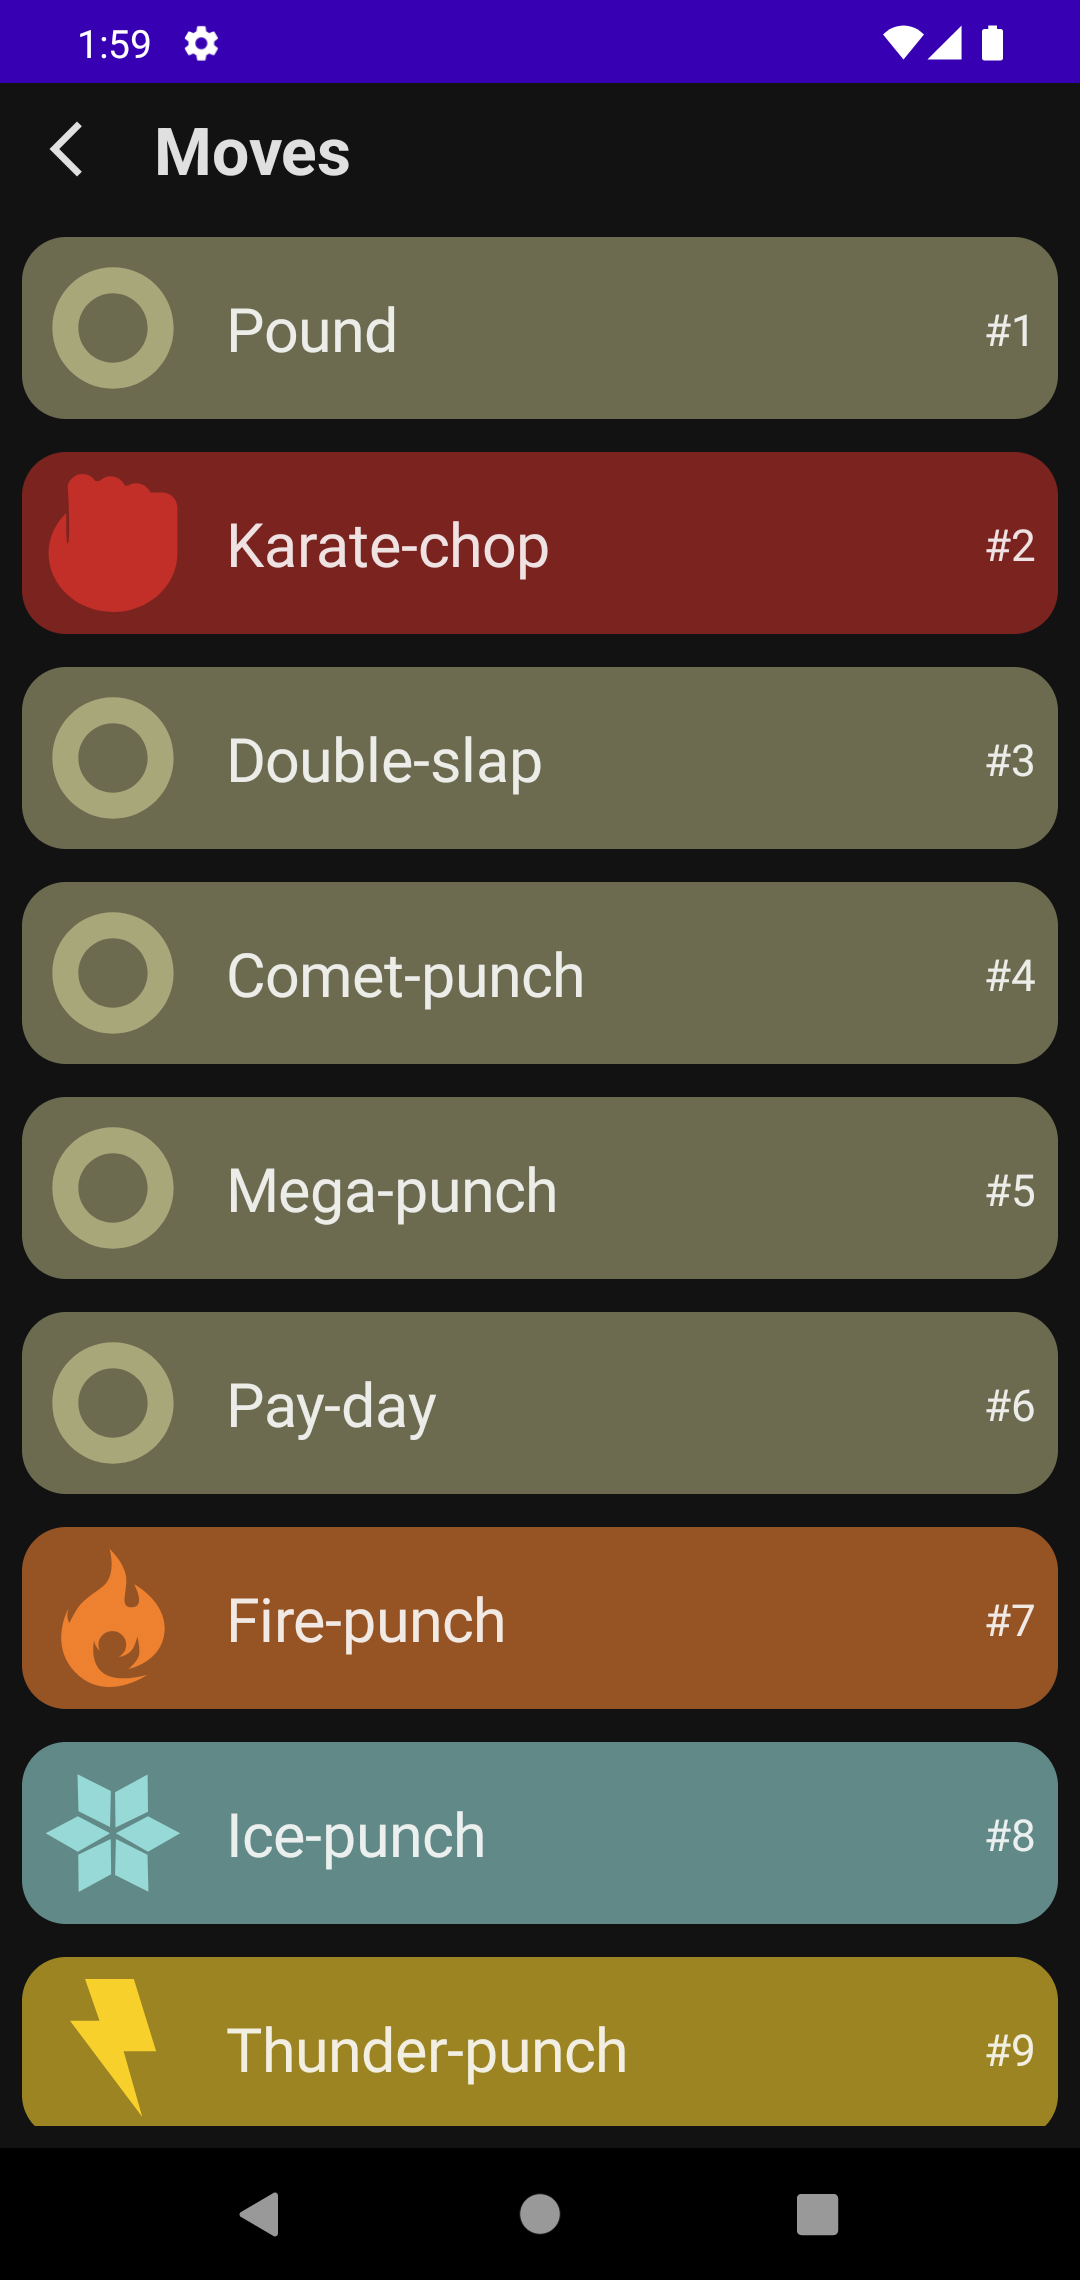 1:59
Moves
Pound #1
Karate-chop #2
Double-slap #3
Comet-punch #4
Mega-punch #5
Pay-day #6
Fire-punch #7
Ice-punch #8
Thunder-punch #9